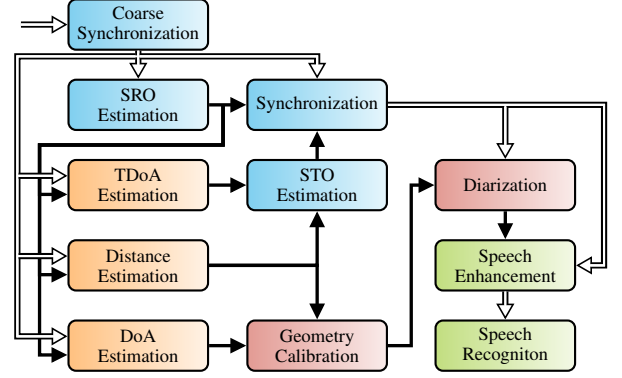 Coarse
Synchronization
SRO
Estimation
Synchronization
TDoA
Estimation
STO
Estimation
Diarization
Distance
Estimation
Speech
Enhancement
DoA
Estimation
Geometry
Calibration
Speech
Recogniton